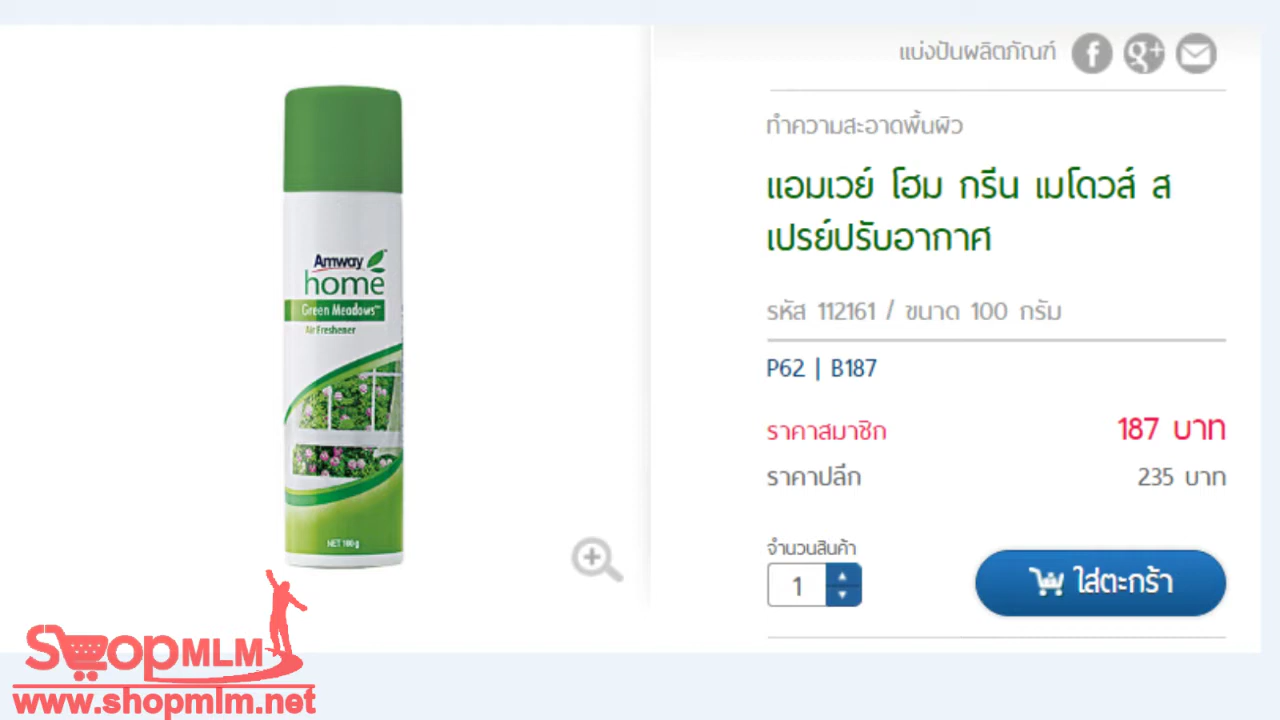 แบ่งปันผลิตภัณฑ์
ทำความสะอาดพื้นผิว
แอมเวย์ โฮม กรีน เมโดวส์ ส
เปรย์ปรับอากาศ
รหัส 112161 / ขนาด 100 กรัม
P62 | B187
ราคาสมาชิก 187 บาท
ราคาปลีก 235 บาท
จำนวนสินค้า
1
ใส่ตะกร้า
Amway™
home
Green Meadows™
Air Freshener
NET 100 g
ShopMLM
www.shopmlm.net